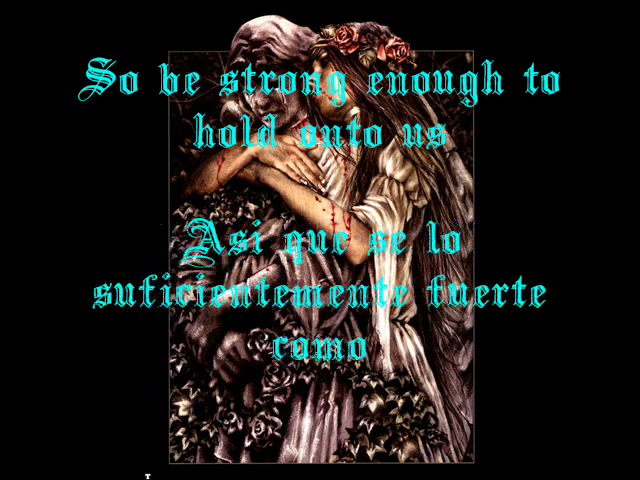 So be strong enough to
hold onto us
Asi que se lo
suficientemente fuerte
como
T